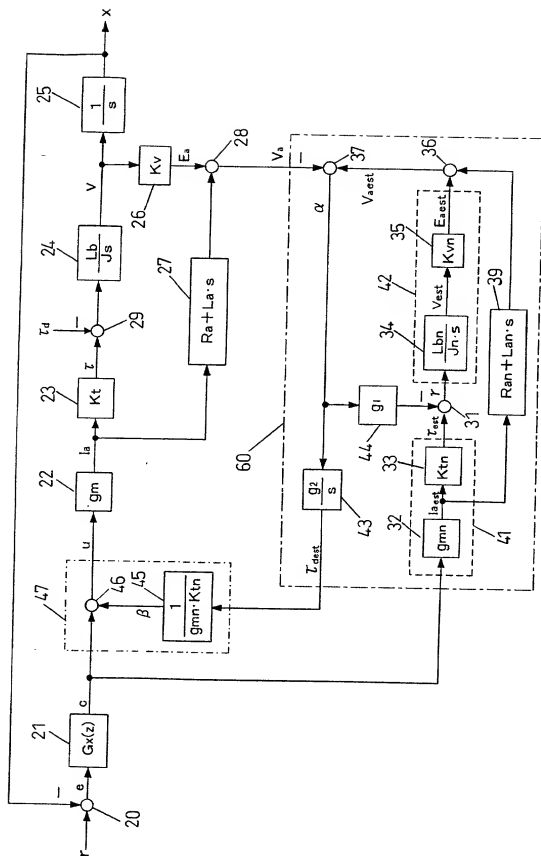 r
20
−
e
21
Gx(z)
c
47
46
45
β
1
gmn·Ktn
u
22
gm
Ia
23
Kt
τ
τd
−
29
24
Lb
Js
V
25
1
s
x
26
Kv
Ea
28
27
Ra+La·s
Va
−
37
α
Vaest
36
60
g2
s
43
τdest
g1
44
−
31
r
τest
32
gmn
Iaest
33
Ktn
41
34
Lbn
Jn·s
Vest
42
35
Kvn
Eaest
39
Ran+Lan·s